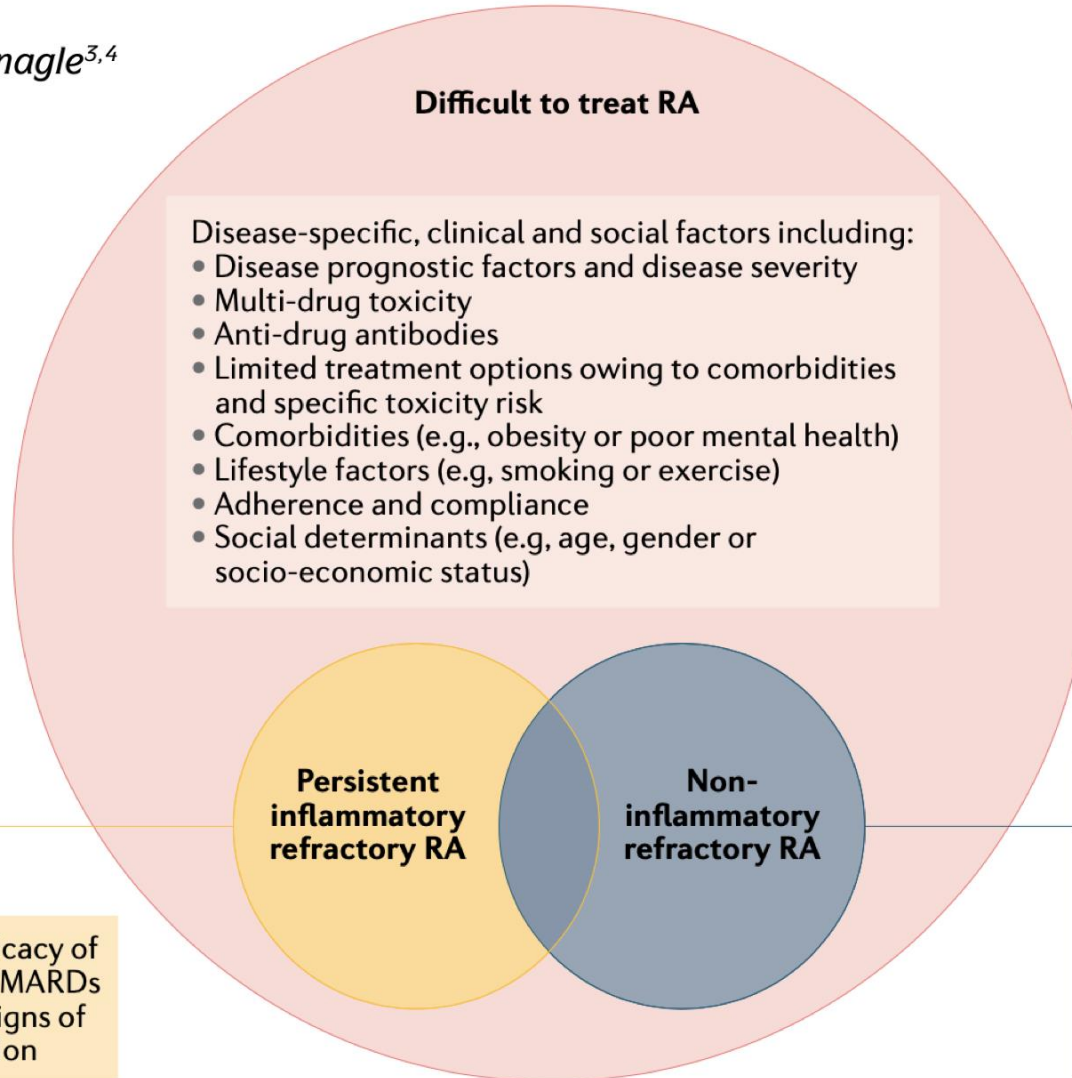 nagle3,4
Difficult to treat RA
Disease-specific, clinical and social factors including:
• Disease prognostic factors and disease severity
• Multi-drug toxicity
• Anti-drug antibodies
• Limited treatment options owing to comorbidities
and specific toxicity risk
• Comorbidities (e.g., obesity or poor mental health)
• Lifestyle factors (e.g, smoking or exercise)
• Adherence and compliance
• Social determinants (e.g, age, gender or
socio-economic status)
Persistent
inflammatory
refractory RA
Non-
inflammatory
refractory RA
icacy of
MARDs
igns of
on